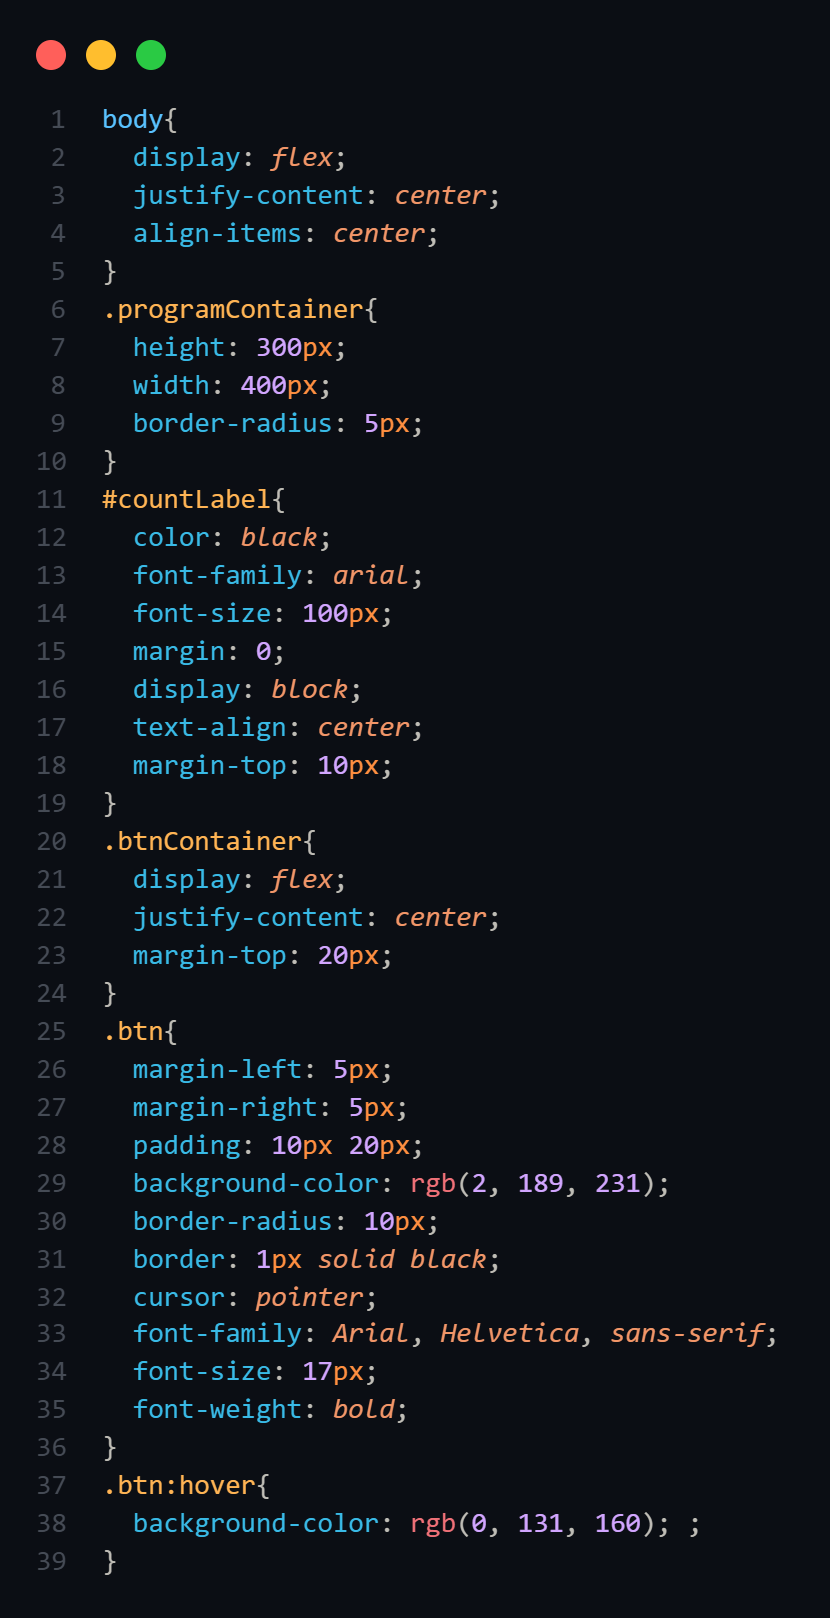 1 body{
2   display: flex;
3   justify-content: center;
4   align-items: center;
5 }
6 .programContainer{
7   height: 300px;
8   width: 400px;
9   border-radius: 5px;
10 }
11 #countLabel{
12   color: black;
13   font-family: arial;
14   font-size: 100px;
15   margin: 0;
16   display: block;
17   text-align: center;
18   margin-top: 10px;
19 }
20 .btnContainer{
21   display: flex;
22   justify-content: center;
23   margin-top: 20px;
24 }
25 .btn{
26   margin-left: 5px;
27   margin-right: 5px;
28   padding: 10px 20px;
29   background-color: rgb(2, 189, 231);
30   border-radius: 10px;
31   border: 1px solid black;
32   cursor: pointer;
33   font-family: Arial, Helvetica, sans-serif;
34   font-size: 17px;
35   font-weight: bold;
36 }
37 .btn:hover{
38   background-color: rgb(0, 131, 160); ;
39 }